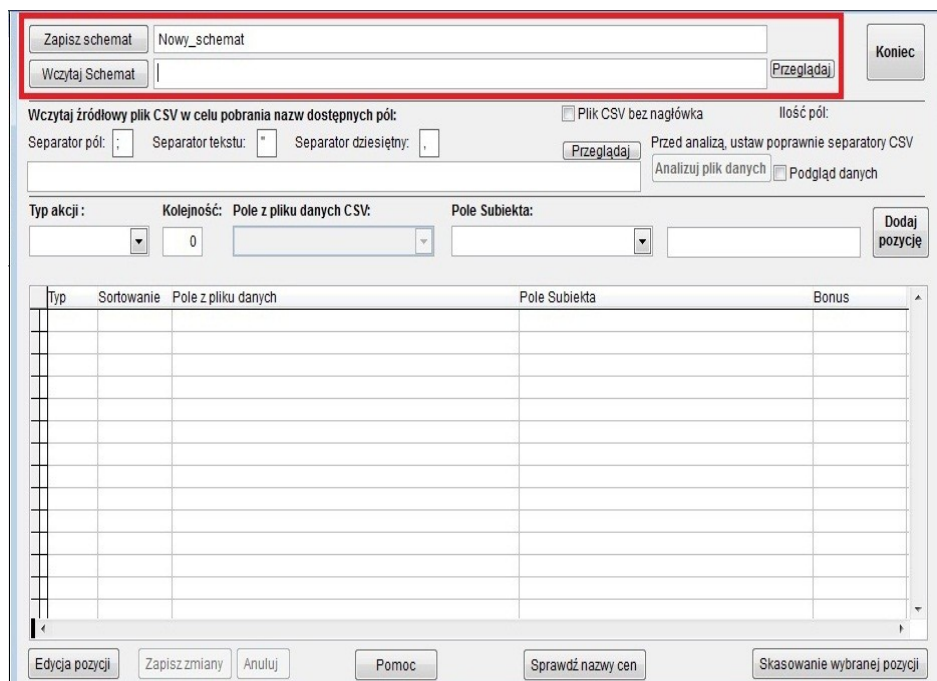 Zapisz schemat Nowy_schemat
Koniec
Wczytaj Schemat Przeglądaj
Wczytaj źródłowy plik CSV w celu pobrania nazw dostępnych pól: Plik CSV bez nagłówka Ilość pól:
Separator pól: ; Separator tekstu: " Separator dziesiętny: , Przeglądaj Przed analizą, ustaw poprawnie separatory CSV
Analizuj plik danych Podgląd danych
Typ akcji : Kolejność: Pole z pliku danych CSV: Pole Subiekta:
0 Dodaj pozycję
Typ Sortowanie Pole z pliku danych Pole Subiekta Bonus
Edycja pozycji Zapisz zmiany Anuluj Pomoc Sprawdź nazwy cen Skasowanie wybranej pozycji